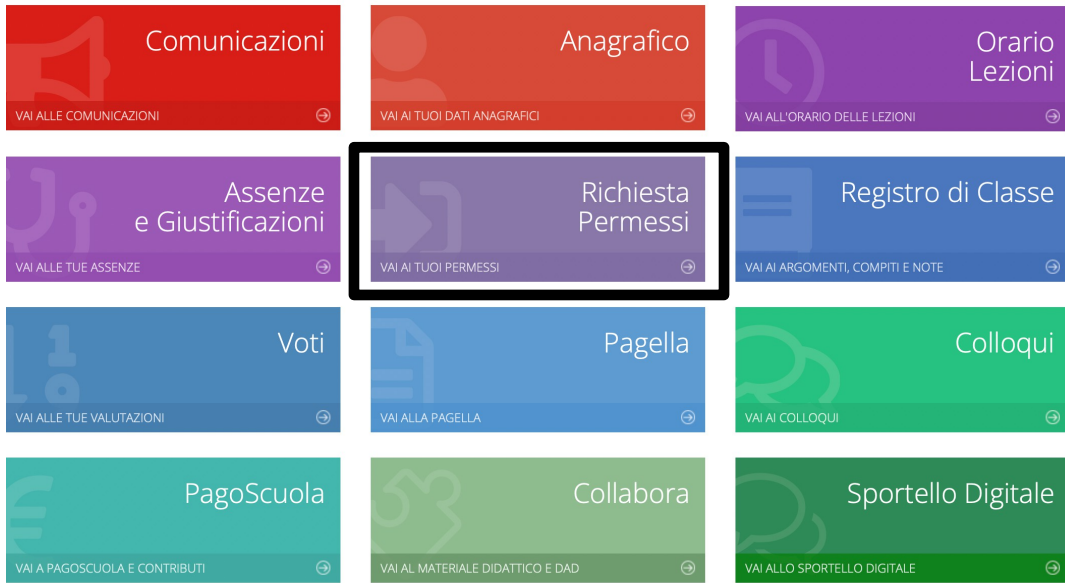 Comunicazioni
VAI ALLE COMUNICAZIONI
Anagrafico
VAI AI TUOI DATI ANAGRAFICI
Orario
Lezioni
VAI ALL'ORARIO DELLE LEZIONI
Assenze
e Giustificazioni
VAI ALLE TUE ASSENZE
Richiesta
Permessi
VAI AI TUOI PERMESSI
Registro di Classe
VAI AI ARGOMENTI, COMPITI E NOTE
Voti
VAI ALLE TUE VALUTAZIONI
Pagella
VAI ALLA PAGELLA
Colloqui
VAI AI COLLOQUI
PagoScuola
VAI A PAGOSCUOLA E CONTRIBUTI
Collabora
VAI AL MATERIALE DIDATTICO E DAD
Sportello Digitale
VAI ALLO SPORTELLO DIGITALE